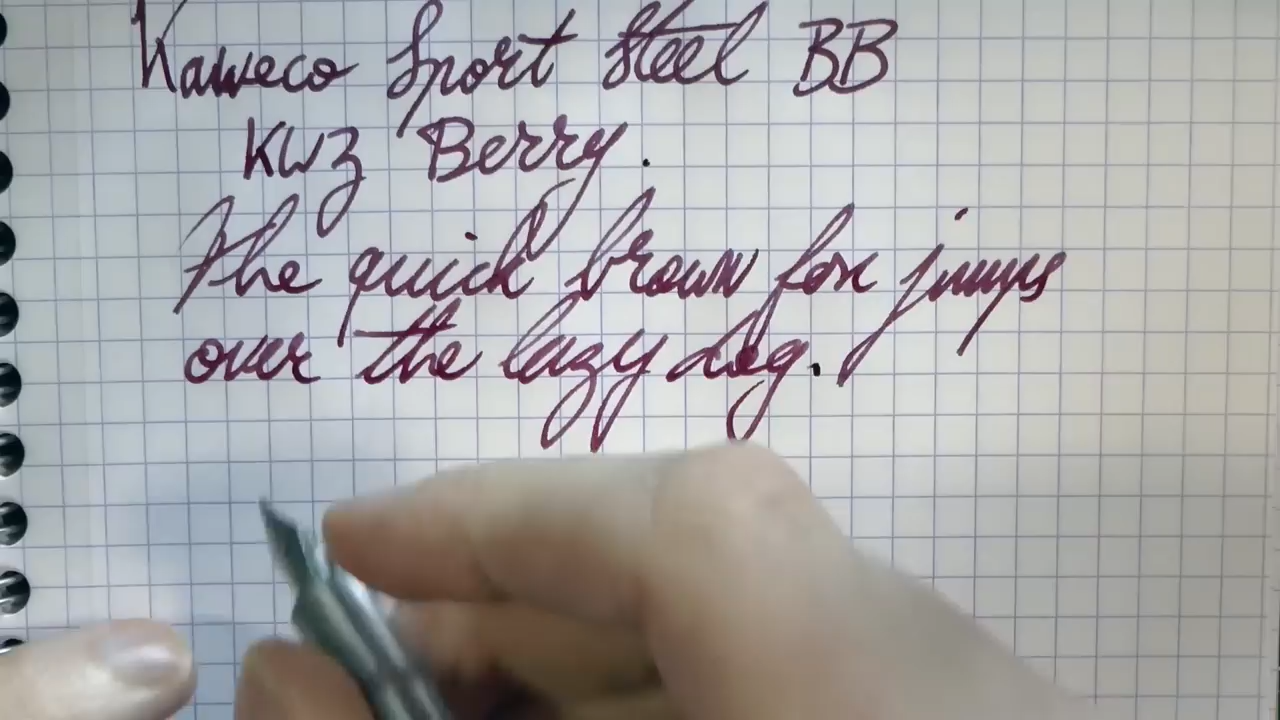 Kaweco Sport Steel BB
KWZ Berry.
The quick brown fox jumps
over the lazy dog.